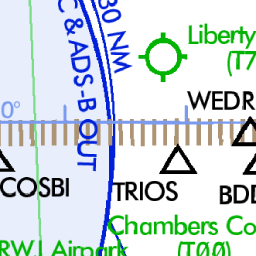 C & ADS-B OUT
30 NM
Liberty
(T7
WEDR
0°
COSBI
TRIOS
BDD
Chambers Co
RWJ Airpark
(T00)